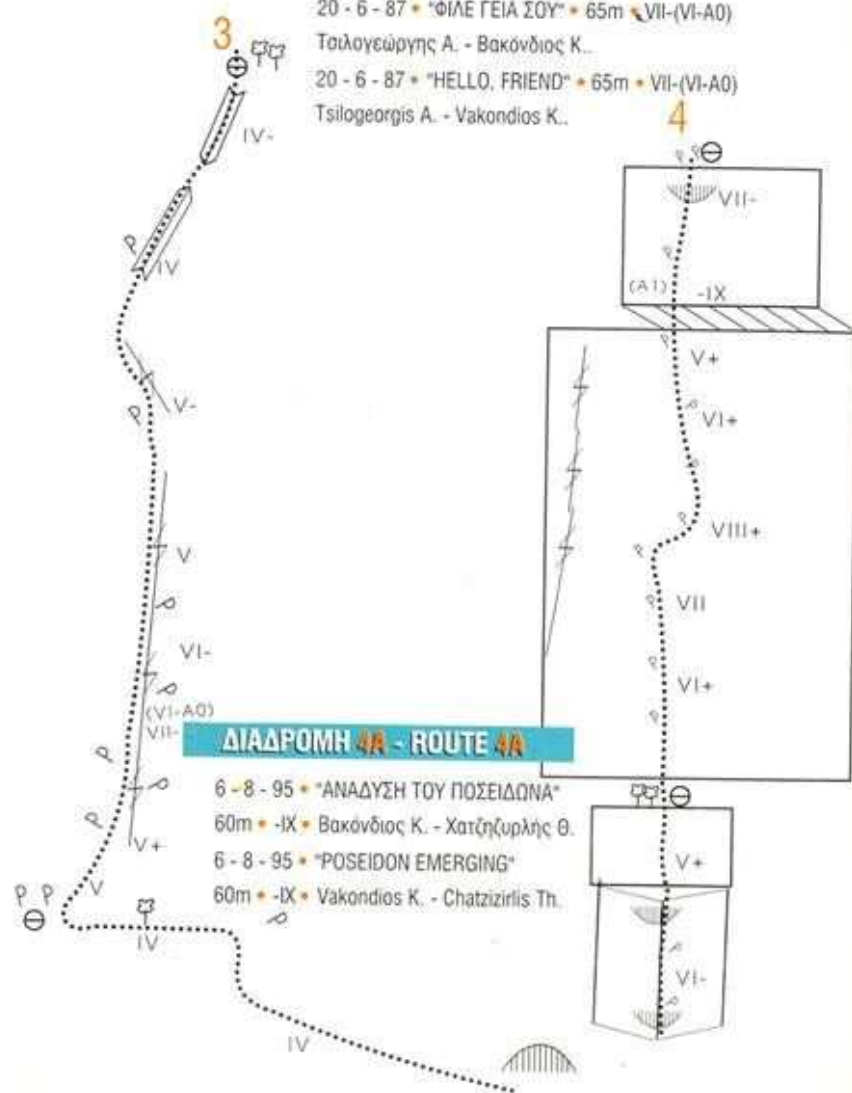 20 - 6 - 87 • "ΦΙΛΕ ΓΕΙΑ ΣΟΥ" • 65m • VII-(VI-A0)
Τσιλογεώργης Α. - Βακόνδιος Κ..
20 - 6 - 87 • "HELLO, FRIEND" • 65m • VII-(VI-A0)
Tsilogeorgis A. - Vakondios K..
3
IV-
IV
V-
V
VI-
(VI-A0)
VII-
V+
V
IV
IV
4
VII-
(A1)
-IX
V+
VI+
VIII+
VII
VI+
V+
VI-
ΔΙΑΔΡΟΜΗ 4A - ROUTE 4A
6 - 8 - 95 • "ΑΝΑΔΥΣΗ ΤΟΥ ΠΟΣΕΙΔΩΝΑ"
60m • -IX • Βακόνδιος Κ. - Χατζηζυρλής Θ.
6 - 8 - 95 • "POSEIDON EMERGING"
60m • -IX • Vakondios K. - Chatzizirlis Th.